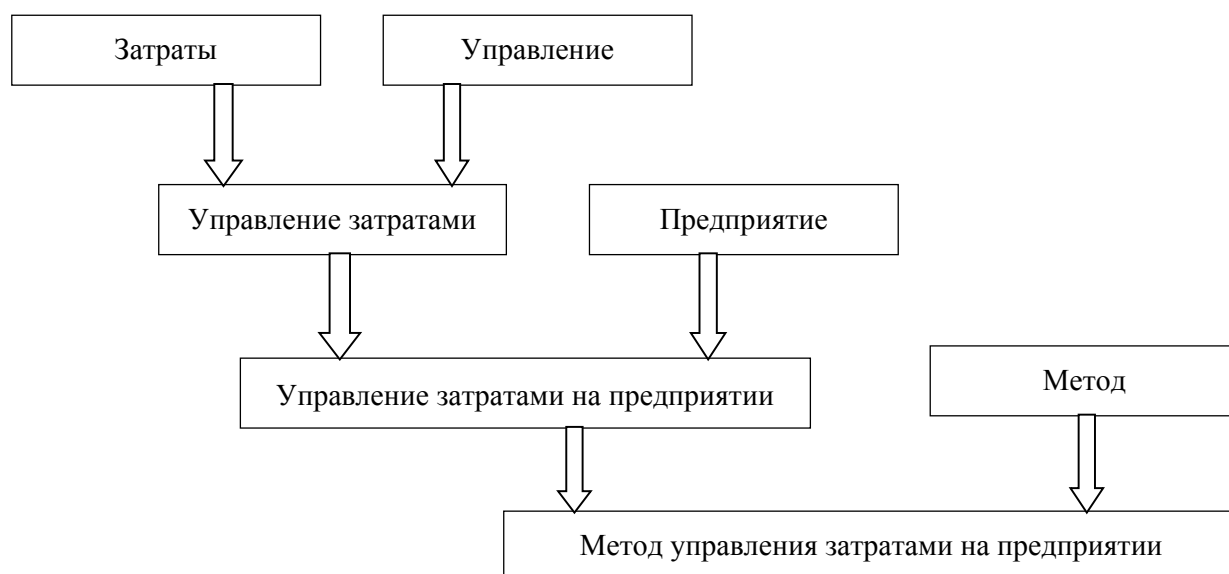 Затраты
Управление
Управление затратами
Предприятие
Управление затратами на предприятии
Метод
Метод управления затратами на предприятии